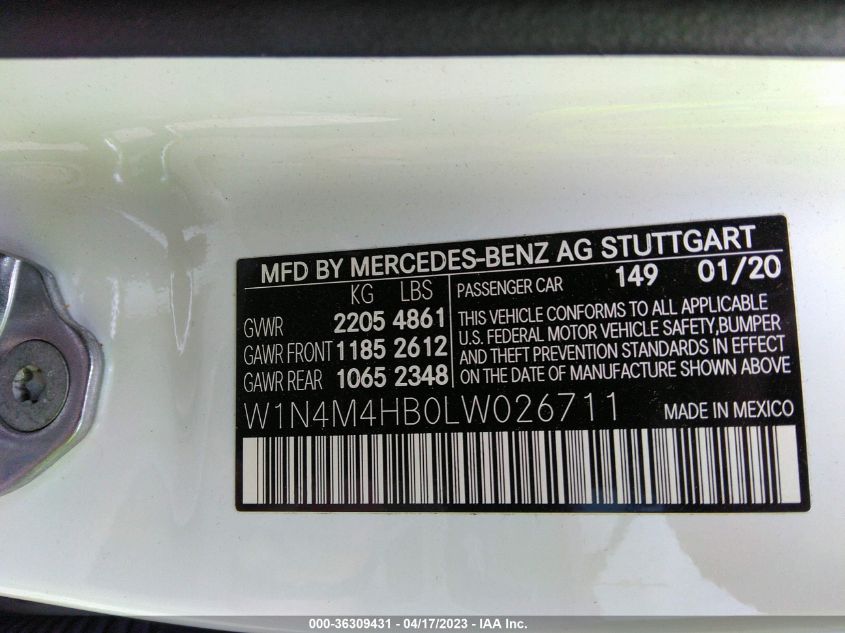 MFD BY MERCEDES-BENZ AG STUTTGART
KG LBS
GVWR 2205 4861
GAWR FRONT 1185 2612
GAWR REAR 1065 2348
PASSENGER CAR 149 01/20
THIS VEHICLE CONFORMS TO ALL APPLICABLE
U.S. FEDERAL MOTOR VEHICLE SAFETY,BUMPER
AND THEFT PREVENTION STANDARDS IN EFFECT
ON THE DATE OF MANUFACTURE SHOWN ABOVE
W1N4M4HB0LW026711 MADE IN MEXICO
000-36309431 - 04/17/2023 - IAA Inc.